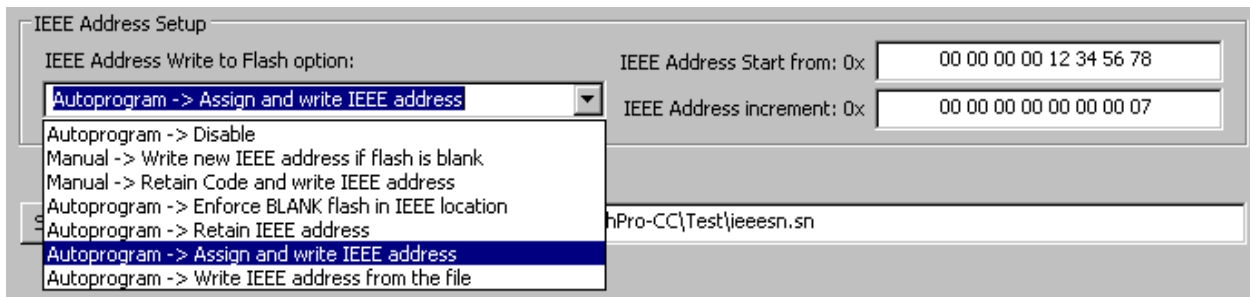 IEEE Address Setup
IEEE Address Write to Flash option:
Autoprogram -> Assign and write IEEE address
IEEE Address Start from: 0x 00 00 00 00 12 34 56 78
IEEE Address increment: 0x 00 00 00 00 00 00 00 07
Autoprogram -> Disable
Manual -> Write new IEEE address if flash is blank
Manual -> Retain Code and write IEEE address
Autoprogram -> Enforce BLANK flash in IEEE location
Autoprogram -> Retain IEEE address
Autoprogram -> Assign and write IEEE address
Autoprogram -> Write IEEE address from the file
hPro-CC\Test\ieeesn.sn